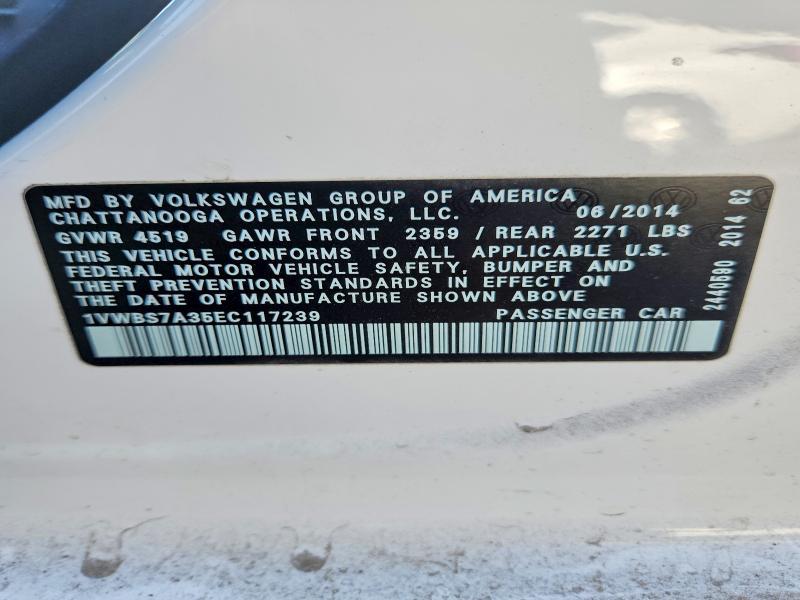 MFD BY VOLKSWAGEN GROUP OF AMERICA
CHATTANOOGA OPERATIONS, LLC. 06/2014
GVWR 4519 GAWR FRONT 2359 / REAR 2271 LBS
THIS VEHICLE CONFORMS TO ALL APPLICABLE U.S.
FEDERAL MOTOR VEHICLE SAFETY, BUMPER AND
THEFT PREVENTION STANDARDS IN EFFECT ON
THE DATE OF MANUFACTURE SHOWN ABOVE
1VWBS7A35EC117239 PASSENGER CAR
2440590 2014 62